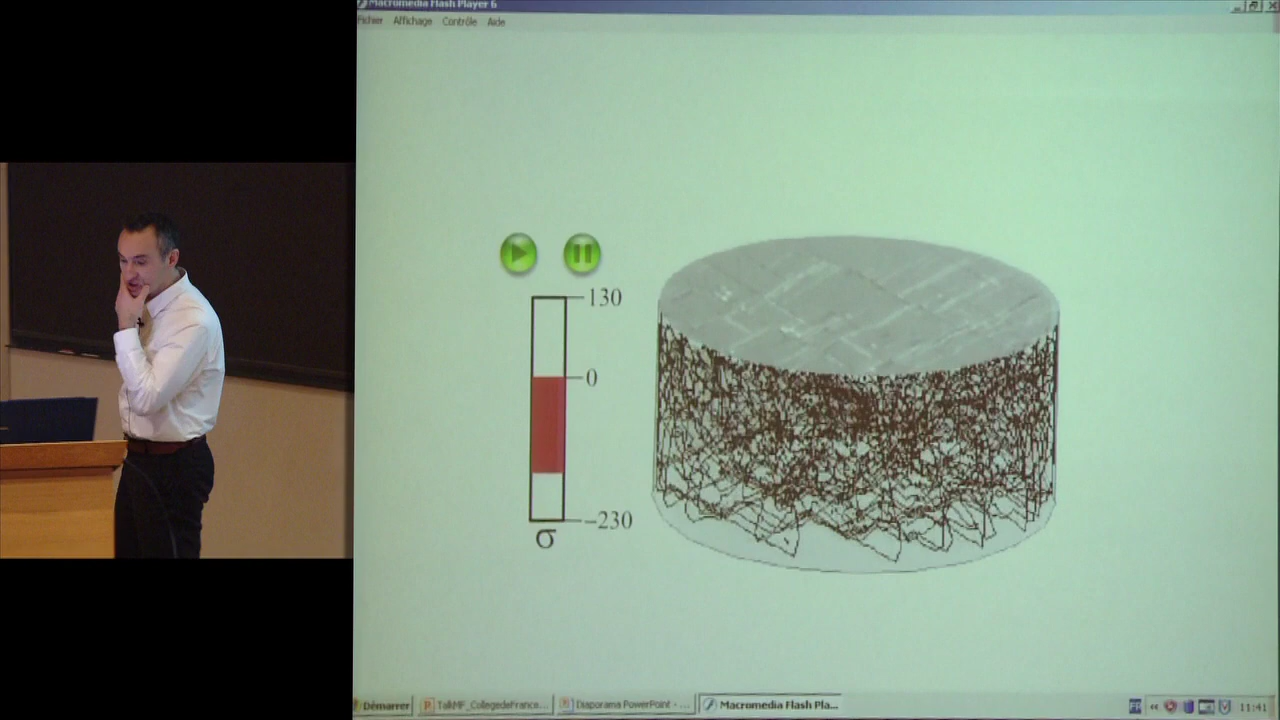 Macromedia Flash Player 6
Fichier Affichage Contrôle Aide
130
0
-230
σ
Démarrer TalkMF_CollegedeFrance... Diaporama PowerPoint - ... Macromedia Flash Pla... FR « 11:41